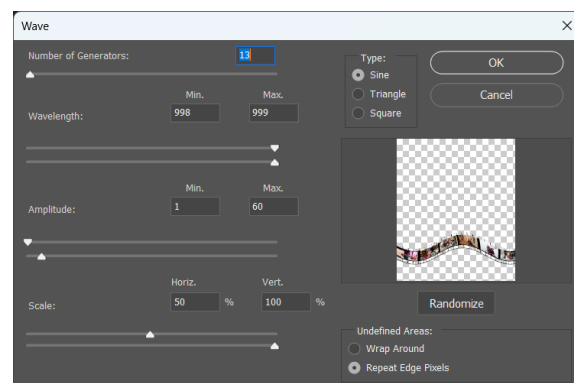 Wave
Number of Generators: 13
Type:
Sine
Triangle
Square
OK
Cancel
Min. Max.
Wavelength: 998 999
Min. Max.
Amplitude: 1 60
Horiz. Vert.
Scale: 50 % 100 %
Randomize
Undefined Areas:
Wrap Around
Repeat Edge Pixels